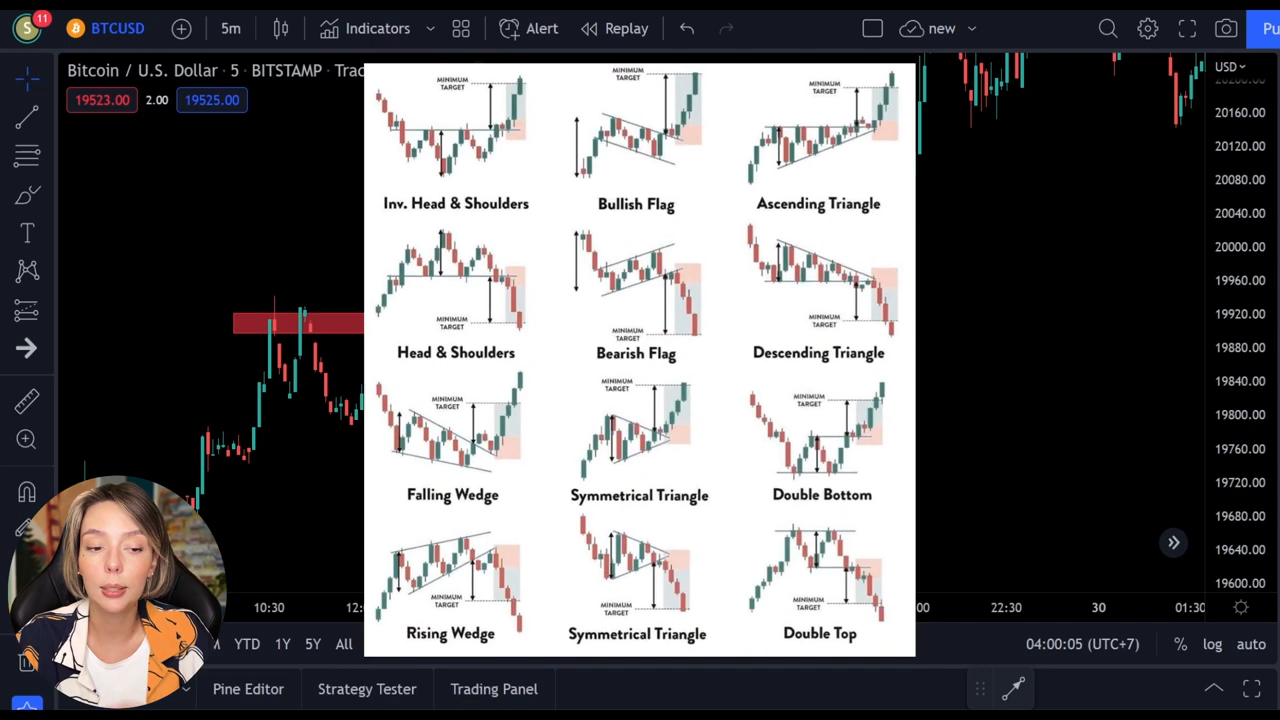 S
11
BTCUSD
5m
Indicators
Alert
Replay
new
Pu
Bitcoin / U.S. Dollar · 5 · BITSTAMP · Trac
19523.00
2.00
19525.00
USD
20160.00
20120.00
20080.00
20040.00
20000.00
19960.00
19920.00
19880.00
19840.00
19800.00
19760.00
19720.00
19680.00
19640.00
19600.00
MINIMUM
TARGET
MINIMUM
TARGET
MINIMUM
TARGET
Inv. Head & Shoulders
Bullish Flag
Ascending Triangle
MINIMUM
TARGET
MINIMUM
TARGET
MINIMUM
TARGET
Head & Shoulders
Bearish Flag
Descending Triangle
MINIMUM
TARGET
MINIMUM
TARGET
MINIMUM
TARGET
Falling Wedge
Symmetrical Triangle
Double Bottom
MINIMUM
TARGET
MINIMUM
TARGET
MINIMUM
TARGET
Rising Wedge
Symmetrical Triangle
Double Top
10:30
12:
00
22:30
30
01:30
YTD
1Y
5Y
All
04:00:05 (UTC+7)
%
log
auto
Pine Editor
Strategy Tester
Trading Panel